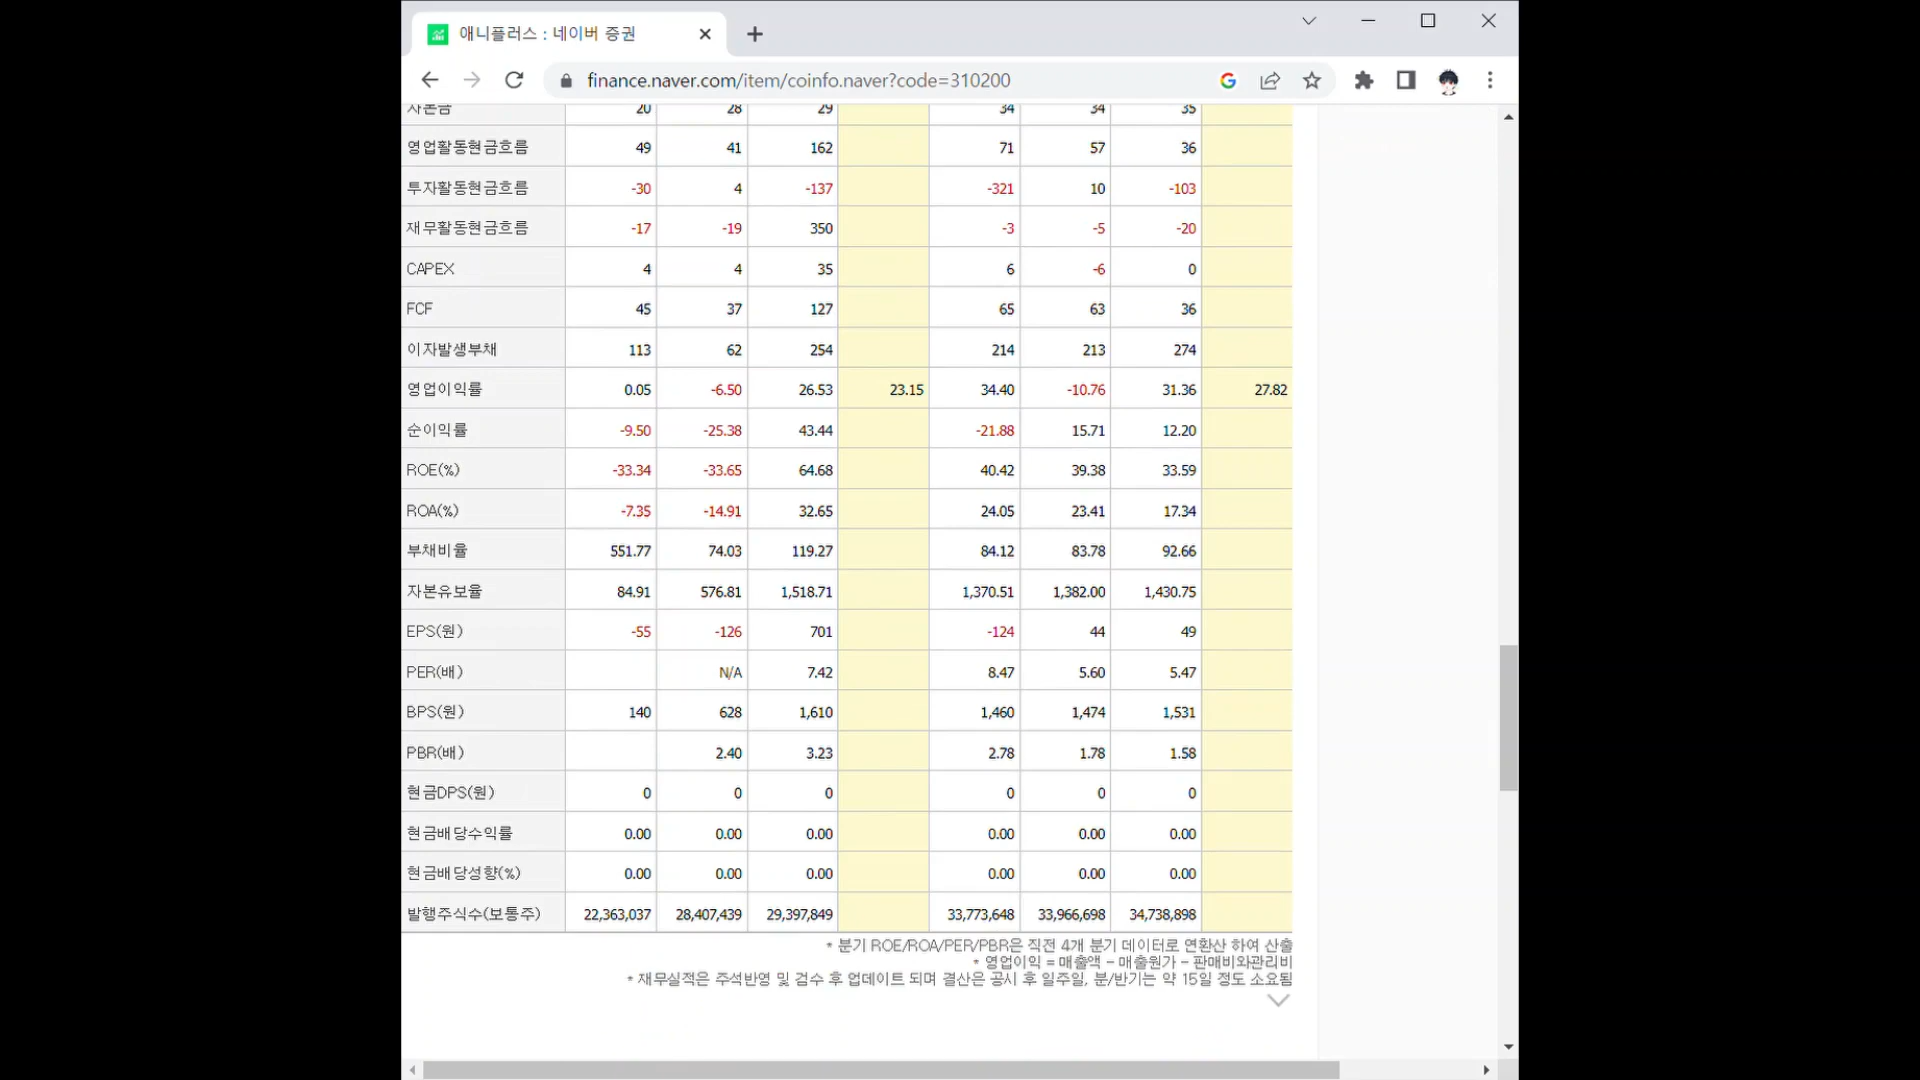 애니플러스 : 네이버 증권
finance.naver.com/item/coinfo.naver?code=310200
자본금 20 28 29 34 34 35
영업활동현금흐름 49 41 162 71 57 36
투자활동현금흐름 -30 4 -137 -321 10 -103
재무활동현금흐름 -17 -19 350 -3 -5 -20
CAPEX 4 4 35 6 -6 0
FCF 45 37 127 65 63 36
이자발생부채 113 62 254 214 213 274
영업이익률 0.05 -6.50 26.53 23.15 34.40 -10.76 31.36 27.82
순이익률 -9.50 -25.38 43.44 -21.88 15.71 12.20
ROE(%) -33.34 -33.65 64.68 40.42 39.38 33.59
ROA(%) -7.35 -14.91 32.65 24.05 23.41 17.34
부채비율 551.77 74.03 119.27 84.12 83.78 92.66
자본유보율 84.91 576.81 1,518.71 1,370.51 1,382.00 1,430.75
EPS(원) -55 -126 701 -124 44 49
PER(배) N/A 7.42 8.47 5.60 5.47
BPS(원) 140 628 1,610 1,460 1,474 1,531
PBR(배) 2.40 3.23 2.78 1.78 1.58
현금DPS(원) 0 0 0 0 0 0
현금배당수익률 0.00 0.00 0.00 0.00 0.00 0.00
현금배당성향(%) 0.00 0.00 0.00 0.00 0.00 0.00
발행주식수(보통주) 22,363,037 28,407,439 29,397,849 33,773,648 33,966,698 34,738,898
* 분기 ROE/ROA/PER/PBR은 직전 4개 분기 데이터로 연환산 하여 산출
* 영업이익 = 매출액 - 매출원가 - 판매비와관리비
* 재무실적은 주석반영 및 검수 후 업데이트 되며 결산은 공시 후 일주일, 분/반기는 약 15일 정도 소요됨